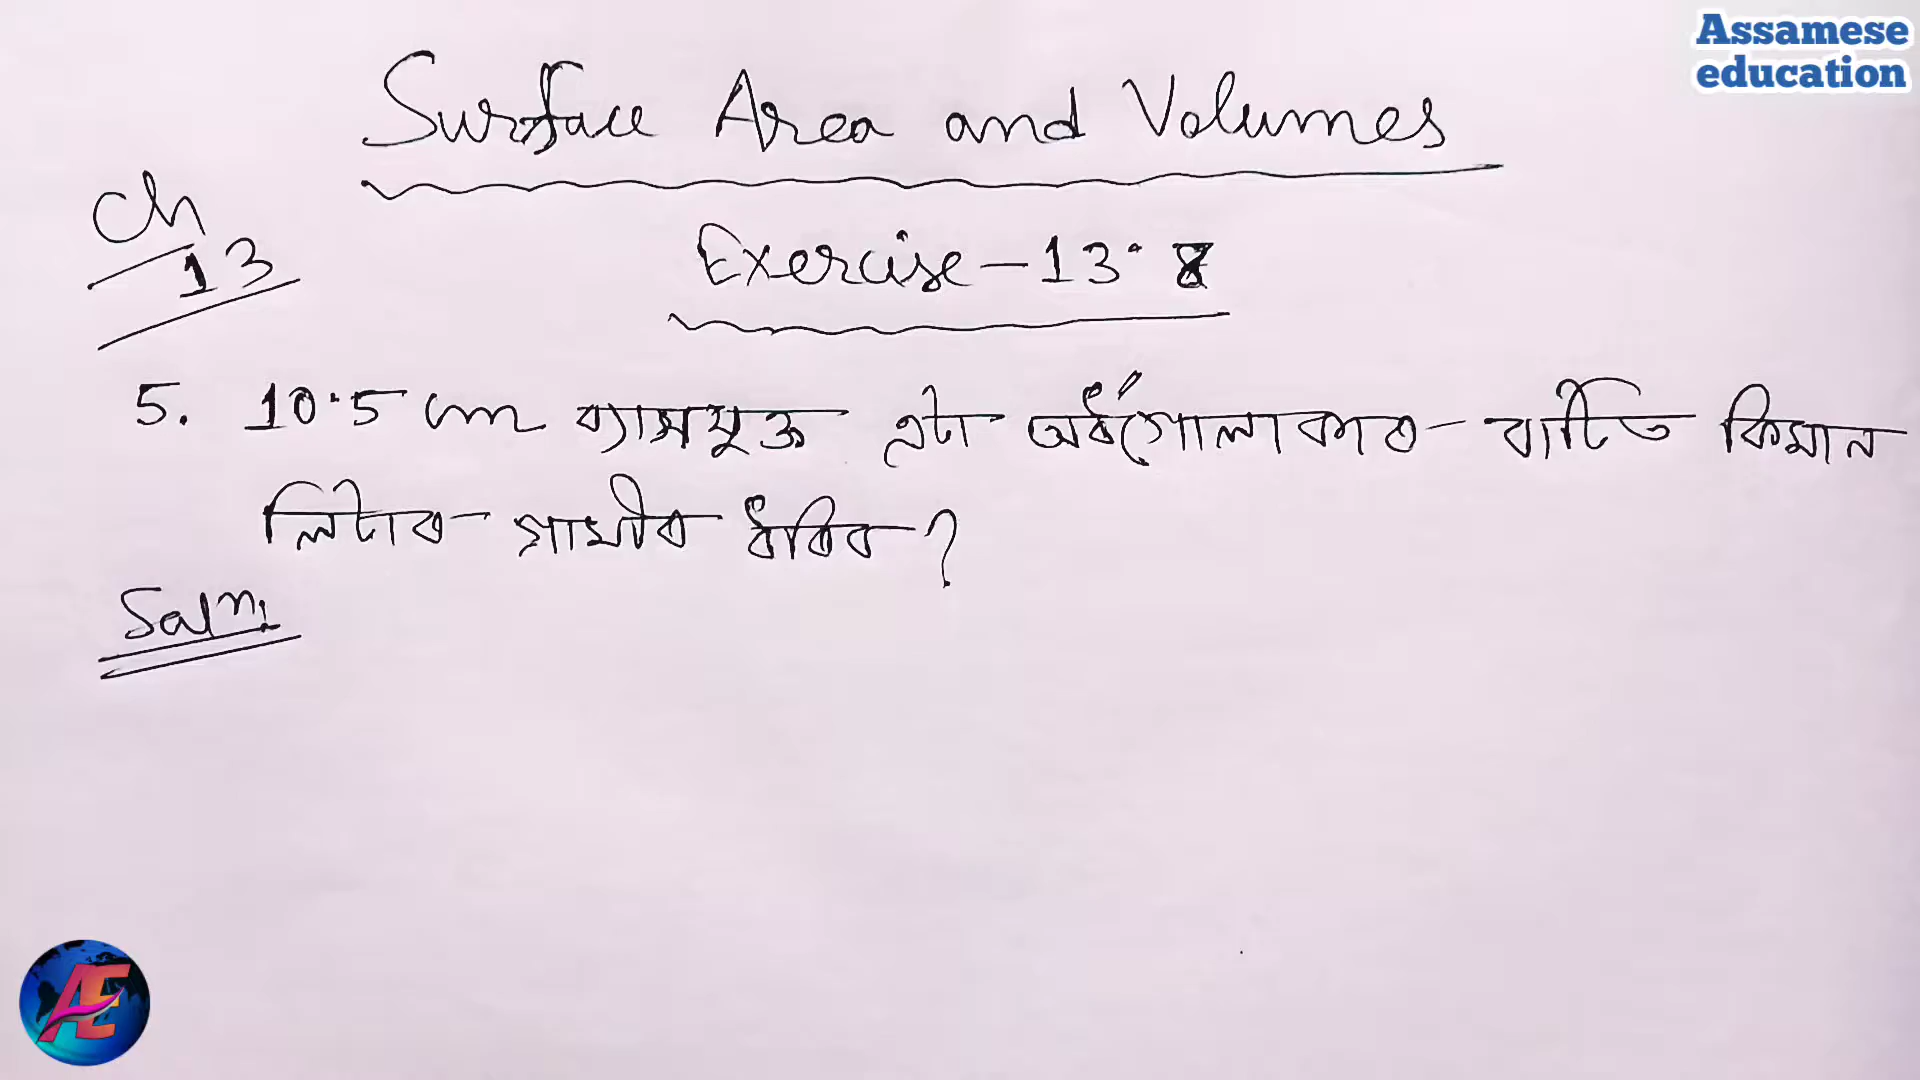 Assamese
education
Surface Area and Volumes
Ch
13
Exercise-13.8
5. 10.5 cm ব্যাসযুক্ত এটা অৰ্ধগোলাকাৰ বাটিত কিমান
লিটাৰ গাখীৰ ধৰিব?
Solⁿ:
AE